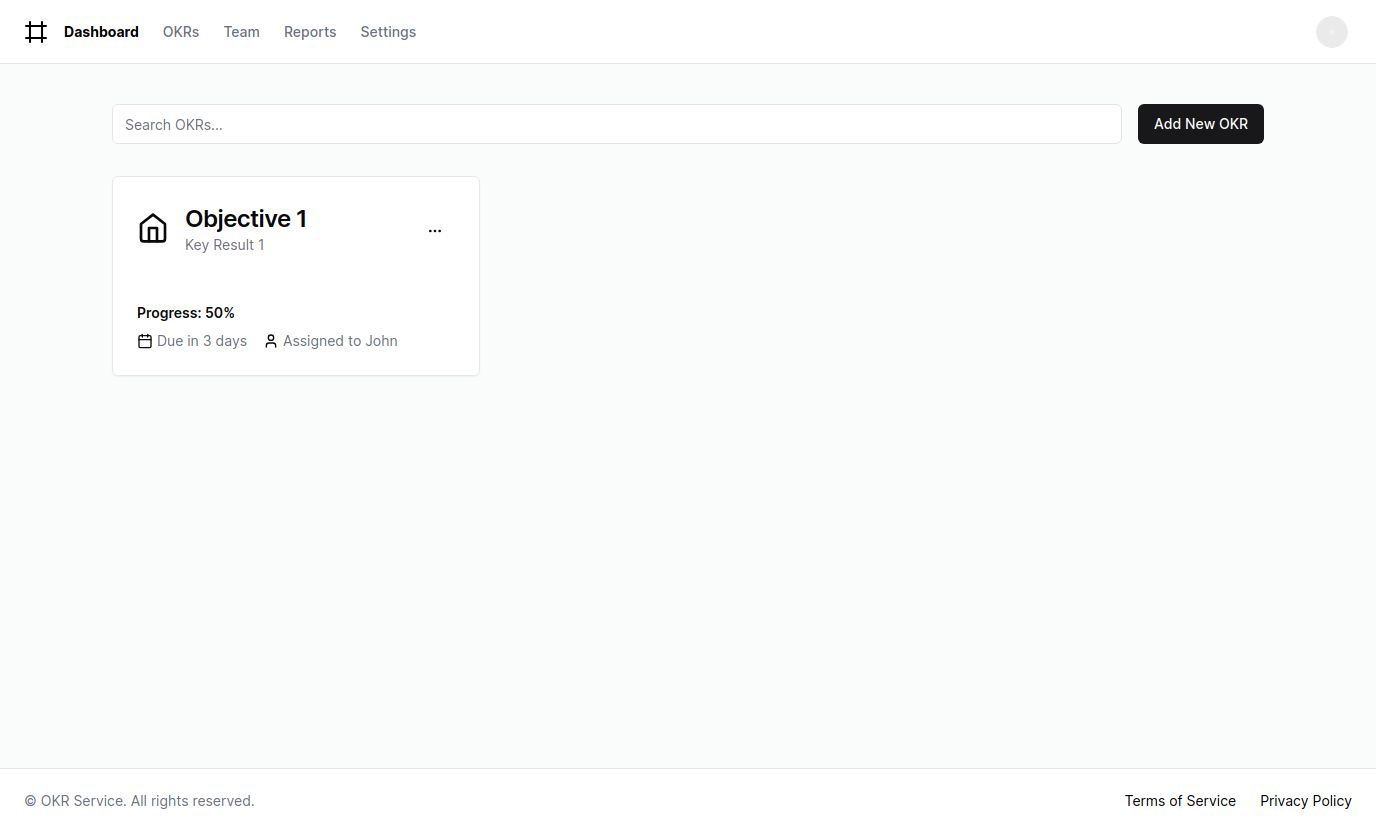 Dashboard OKRs Team Reports Settings
Search OKRs...
Add New OKR
Objective 1
Key Result 1
Progress: 50%
Due in 3 days Assigned to John
© OKR Service. All rights reserved.
Terms of Service Privacy Policy